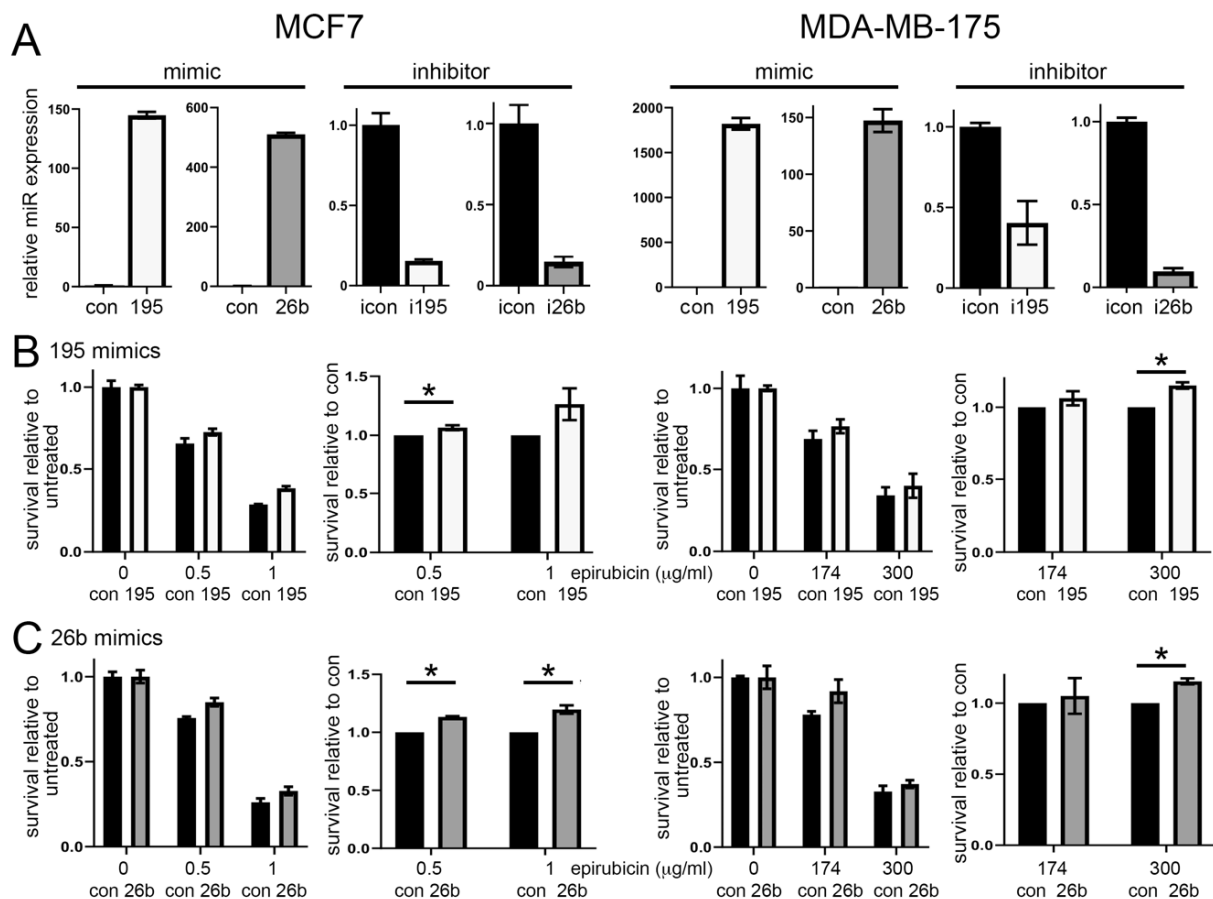 MCF7 MDA-MB-175
A
mimic inhibitor mimic inhibitor
relative miR expression
150
100
50
0
con 195
600
400
200
0
con 26b
1.0
0.5
0
icon i195
1.0
0.5
0
icon i26b
2000
1500
1000
500
0
con 195
150
100
50
0
con 26b
1.0
0.5
0
icon i195
1.0
0.5
0
icon i26b
B 195 mimics
survival relative to
untreated
1.0
0.5
0.0
0 0.5 1
con 195 con 195 con 195
survival relative to con
1.5
1.0
0.5
0.0
*
0.5 1
con 195 con 195
epirubicin (μg/ml)
survival relative to
untreated
1.0
0.5
0.0
0 174 300
con 195 con 195 con 195
survival relative to con
1.0
0.5
0.0
*
174 300
con 195 con 195
C 26b mimics
survival relative to
untreated
1.0
0.5
0.0
0 0.5 1
con 26b con 26b con 26b
survival relative to con
1.5
1.0
0.5
0.0
* *
0.5 1
con 26b con 26b
epirubicin (μg/ml)
survival relative to
untreated
1.0
0.5
0.0
0 174 300
con 26b con 26b con 26b
survival relative to con
1.0
0.5
0.0
*
174 300
con 26b con 26b